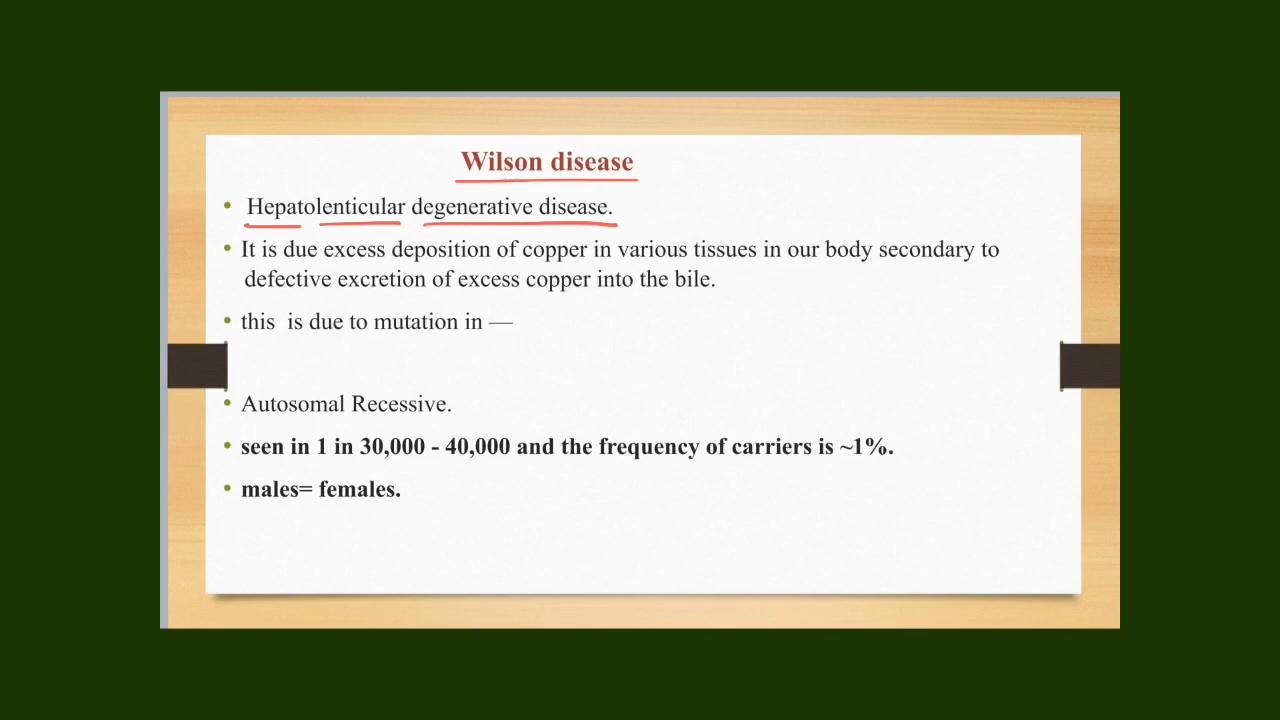 Wilson disease
• Hepatolenticular degenerative disease.
• It is due excess deposition of copper in various tissues in our body secondary to
defective excretion of excess copper into the bile.
• this  is due to mutation in —
• Autosomal Recessive.
• seen in 1 in 30,000 - 40,000 and the frequency of carriers is ~1%.
• males= females.